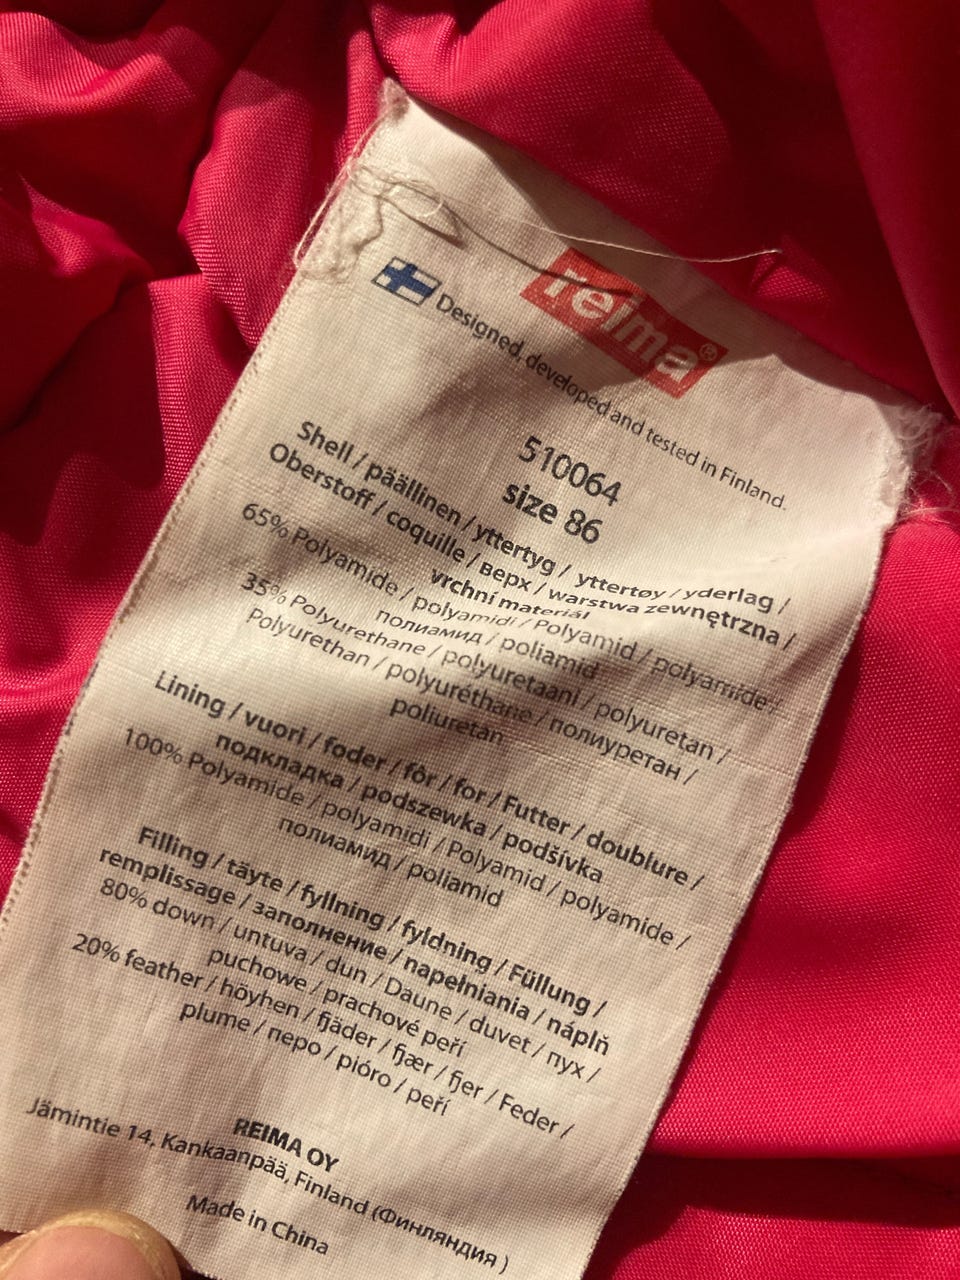 reima®
Designed, developed and tested in Finland.
510064
size 86
Shell / päällinen / yttertyg / yttertøy / yderlag /
Oberstoff / coquille / верх / warstwa zewnętrzna /
vrchní materiál
65% Polyamide / polyamidi / Polyamid / polyamide /
полиамид / poliamid
35% Polyurethane / polyuretaani / polyuretan /
Polyurethan / polyuréthane / полиуретан /
poliuretan
Lining / vuori / foder / fôr / for / Futter / doublure /
подкладка / podszewka / podšívka
100% Polyamide / polyamidi / Polyamid / polyamide /
полиамид / poliamid
Filling / täyte / fyllning / fyldning / Füllung /
remplissage / заполнение / napełniania / náplň
80% down / untuva / dun / Daune / duvet / пух /
puchowe / prachové peří
20% feather / höyhen / fjäder / fjær / fjer / Feder /
plume / перо / pióro / peří
REIMA OY
Jämintie 14, Kankaanpää, Finland (Финляндия )
Made in China